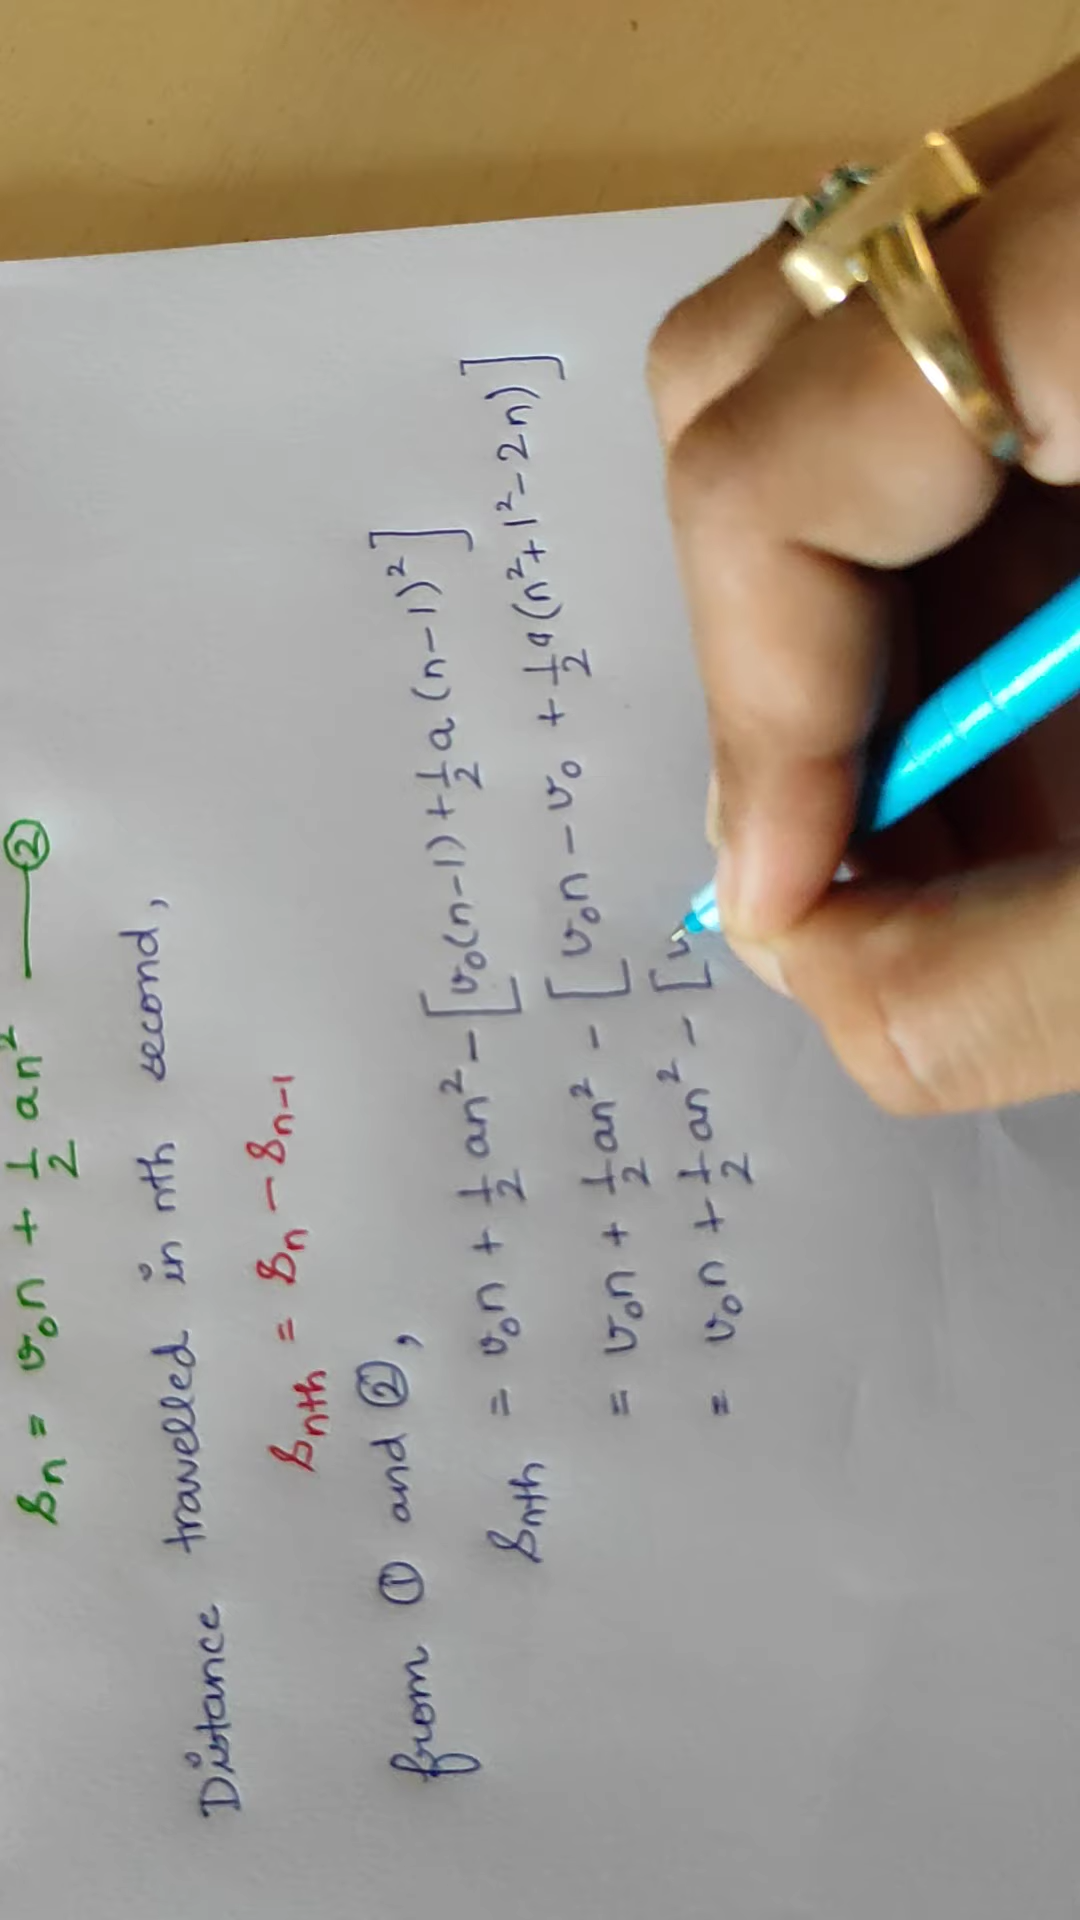 sn = v₀n + 1/2 an² —— ②
Distance travelled in nth second,
snth = sn - sn-1
from ① and ②,
snth = v₀n + 1/2 an² - [v₀(n-1) + 1/2 a (n-1)²]
= v₀n + 1/2 an² - [v₀n - v₀ + 1/2 a (n² + 1² - 2n)]
= v₀n + 1/2 an² - [v